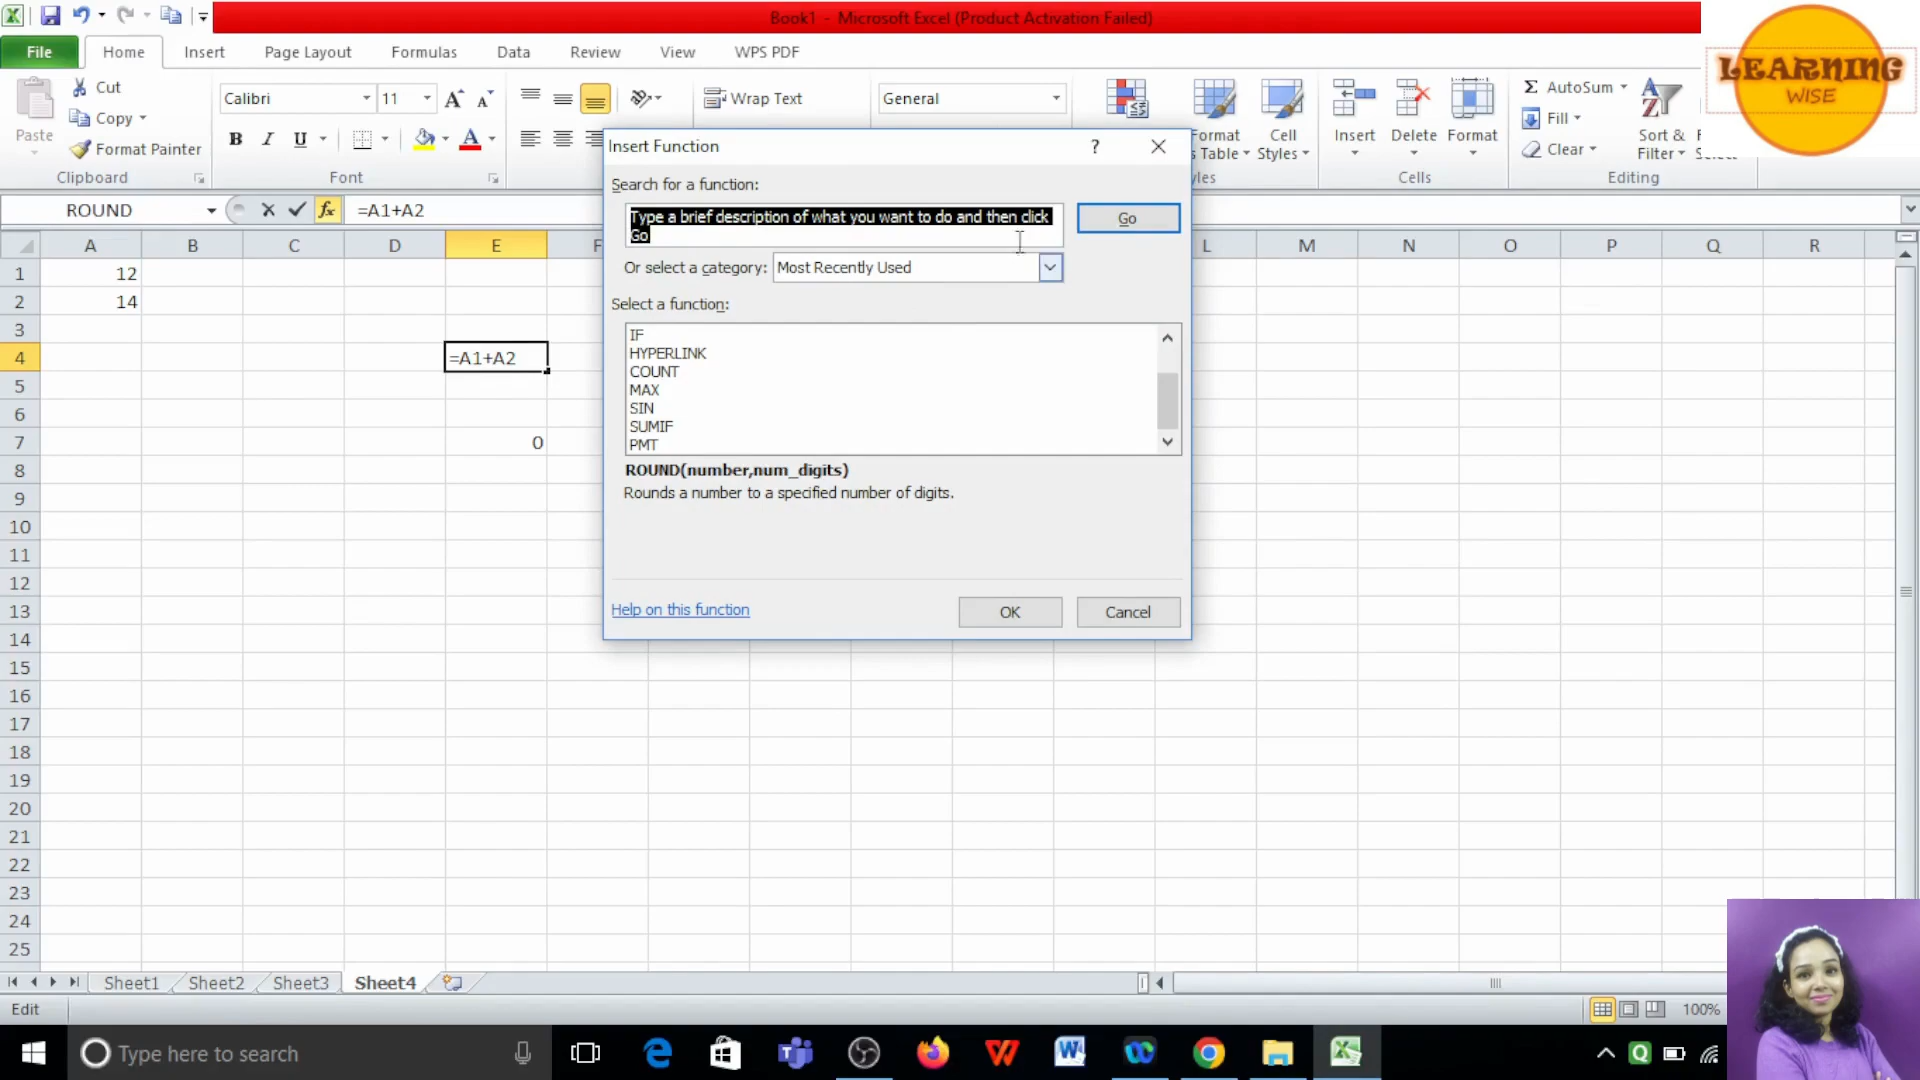 Book1 - Microsoft Excel (Product Activation Failed)
File Home Insert Page Layout Formulas Data Review View WPS PDF
LEARNING
WISE
Paste
Cut
Copy
Format Painter
Clipboard
Calibri 11
B I U A
Font
Wrap Text
General
Format
Table
Cell
Styles
Insert
Delete
Format
Cells
Σ AutoSum
Fill
Clear
Sort &
Filter
Editing
ROUND fx =A1+A2
A B C D E F L M N O P Q R
1 12
2 14
3
4 =A1+A2
5
6
7 0
8
9
10
11
12
13
14
15
16
17
18
19
20
21
22
23
24
25
Insert Function ?
Search for a function:
Type a brief description of what you want to do and then click
Go
Go
Or select a category: Most Recently Used
Select a function:
IF
HYPERLINK
COUNT
MAX
SIN
SUMIF
PMT
ROUND(number,num_digits)
Rounds a number to a specified number of digits.
Help on this function OK Cancel
Sheet1 Sheet2 Sheet3 Sheet4
Edit 100%
Type here to search